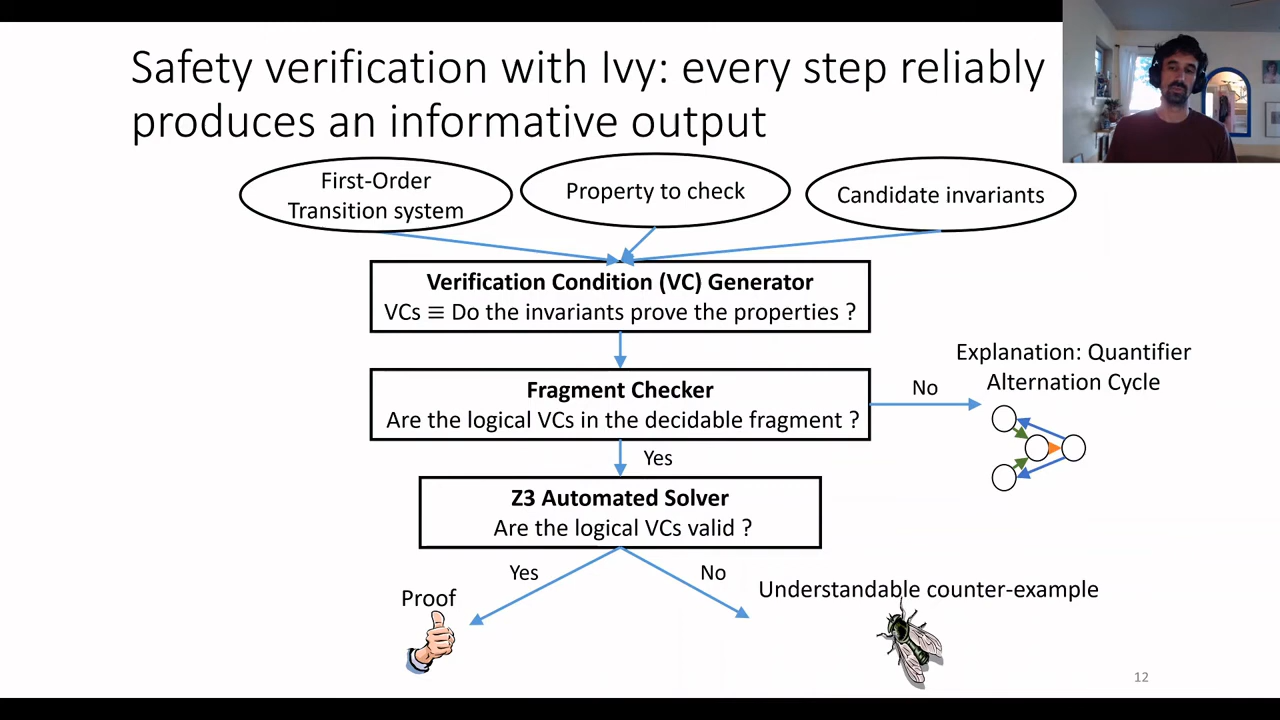 Safety verification with Ivy: every step reliably
produces an informative output
First-Order
Transition system
Property to check
Candidate invariants
Verification Condition (VC) Generator
VCs ≡ Do the invariants prove the properties ?
Fragment Checker
Are the logical VCs in the decidable fragment ?
No
Explanation: Quantifier
Alternation Cycle
Yes
Z3 Automated Solver
Are the logical VCs valid ?
Yes
No
Proof
Understandable counter-example
12